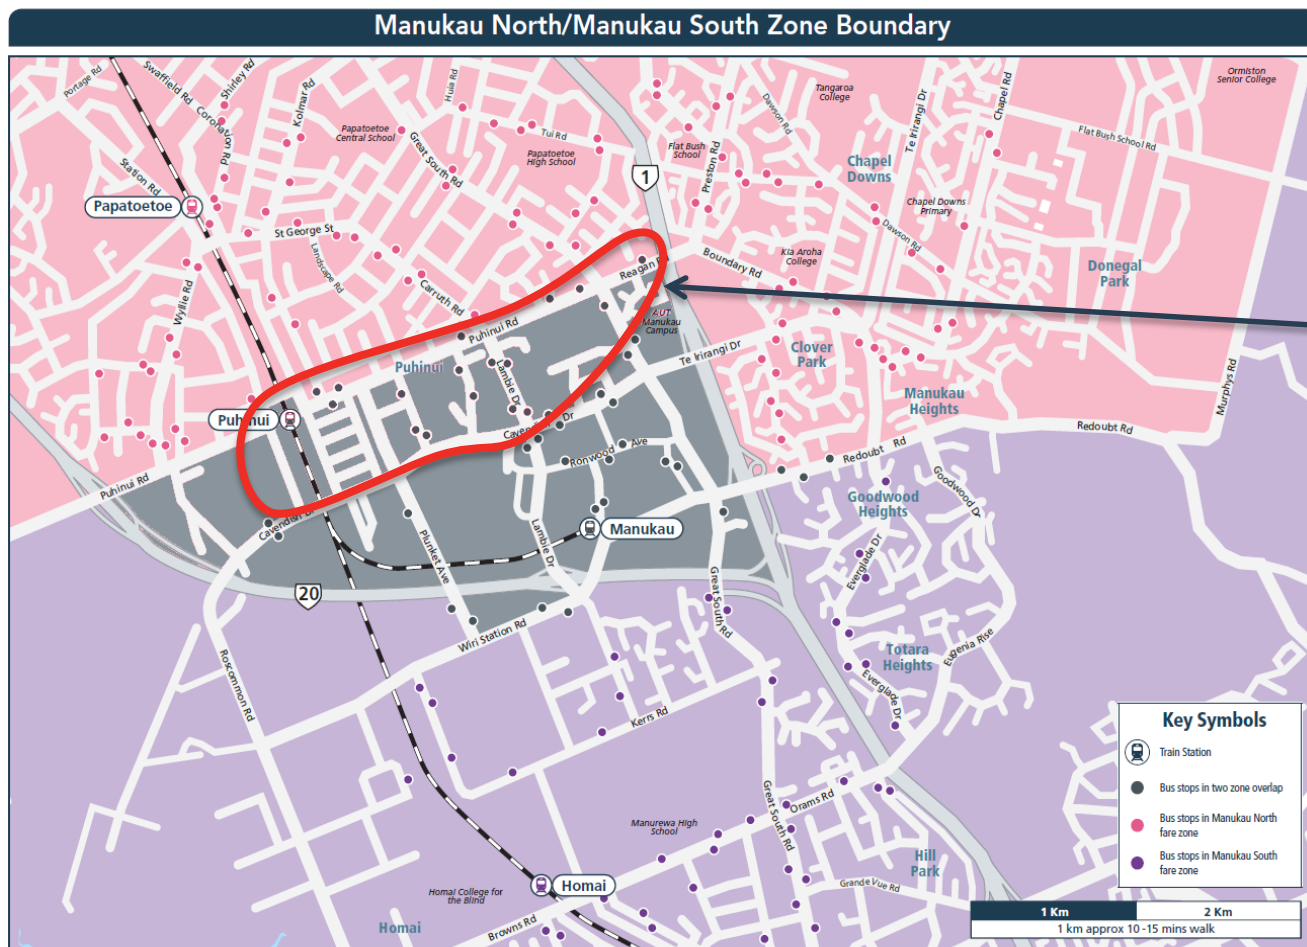 Manukau North/Manukau South Zone Boundary
Portage Rd
Swaffield Rd
Shirley Rd
Coronation Rd
Kolmar Rd
Huia Rd
Papatoetoe
Central School
Great South Rd
Tui Rd
Papatoetoe
High School
Flat Bush
School
Preston Rd
Dawson Rd
Tangaroa
College
Te Irirangi Dr
Chapel Rd
Ormiston
Senior College
Flat Bush School Rd
Chapel
Downs
Station Rd
Papatoetoe
1
Chapel Downs
Primary
Dawson Rd
St George St
Landscape Rd
Wyllie Rd
Carruth Rd
Reagan R
Boundary Rd
Kia Aroha
College
Donegal
Park
AUT
Manukau
Campus
Puhinui Rd
Puhinui
Lambie Dr
Te Irirangi Dr
Clover
Park
Manukau
Heights
Murphys Rd
Puhinui
Cavendish Dr
Ronwood Ave
Redoubt Rd
Redoubt Rd
Puhinui Rd
Cavendish Dr
Goodwood
Heights
Goodwood Dr
Plunket Ave
Lambie Dr
Manukau
Everglade Dr
20
Great South Rd
Wiri Station Rd
Roscommon Rd
Totara
Heights
Eugenia Rise
Everglade Dr
Kerrs Rd
Great South Rd
Orams Rd
Manurewa High
School
Hill
Park
Grande Vue Rd
Homai
Homai College for
the Blind
Homai
Browns Rd
Key Symbols
Train Station
Bus stops in two zone overlap
Bus stops in Manukau North
fare zone
Bus stops in Manukau South
fare zone
1 Km
2 Km
1 km approx 10 -15 mins walk